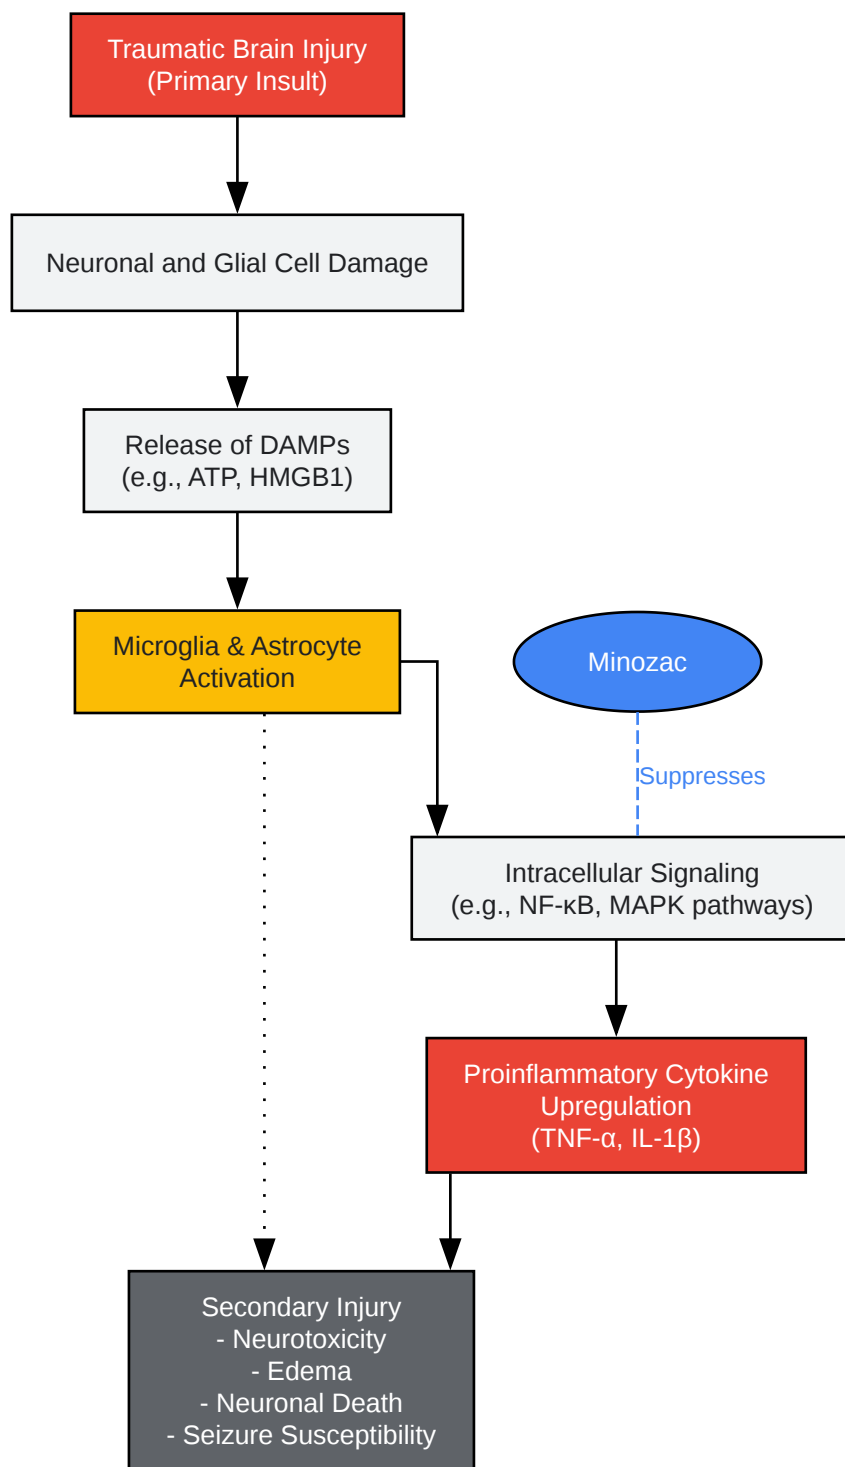 Traumatic Brain Injury
(Primary Insult)
Neuronal and Glial Cell Damage
Release of DAMPs
(e.g., ATP, HMGB1)
Microglia & Astrocyte
Activation
Minozac
Suppresses
Intracellular Signaling
(e.g., NF-κB, MAPK pathways)
Proinflammatory Cytokine
Upregulation
(TNF-α, IL-1β)
Secondary Injury
- Neurotoxicity
- Edema
- Neuronal Death
- Seizure Susceptibility